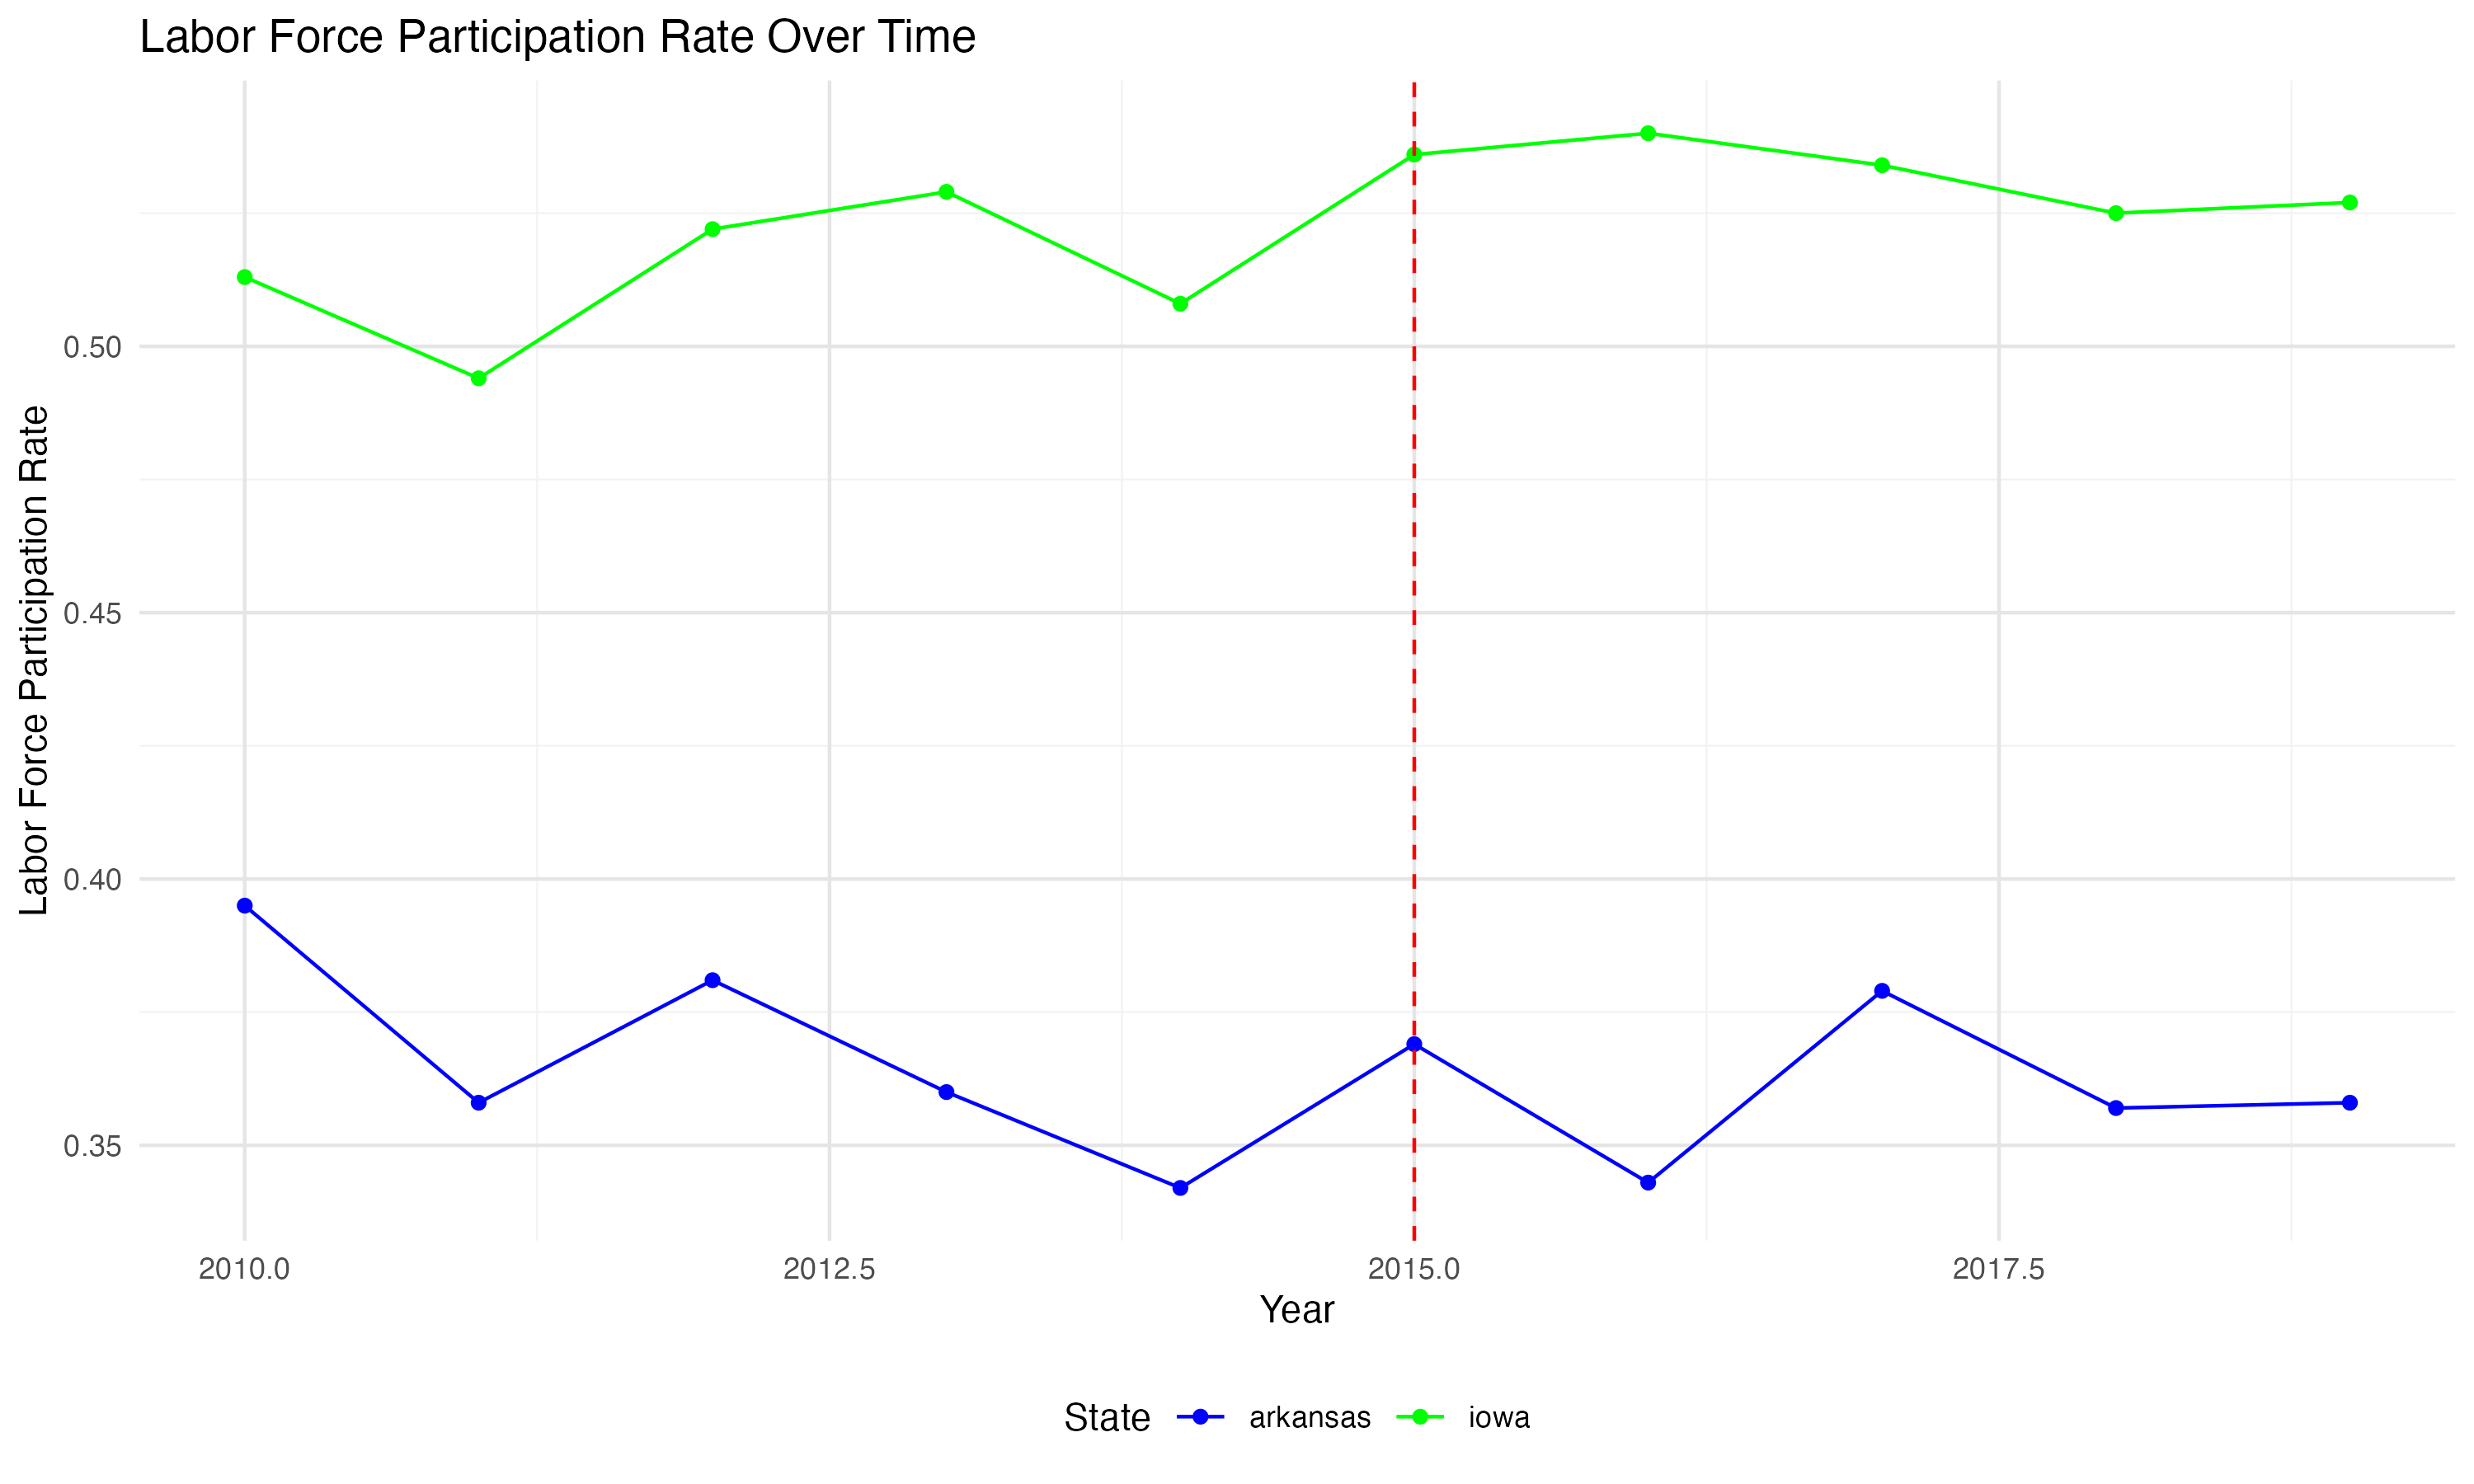 Labor Force Participation Rate Over Time
Labor Force Participation Rate
0.50
0.45
0.40
0.35
2010.0 2012.5 2015.0 2017.5
Year
State arkansas iowa